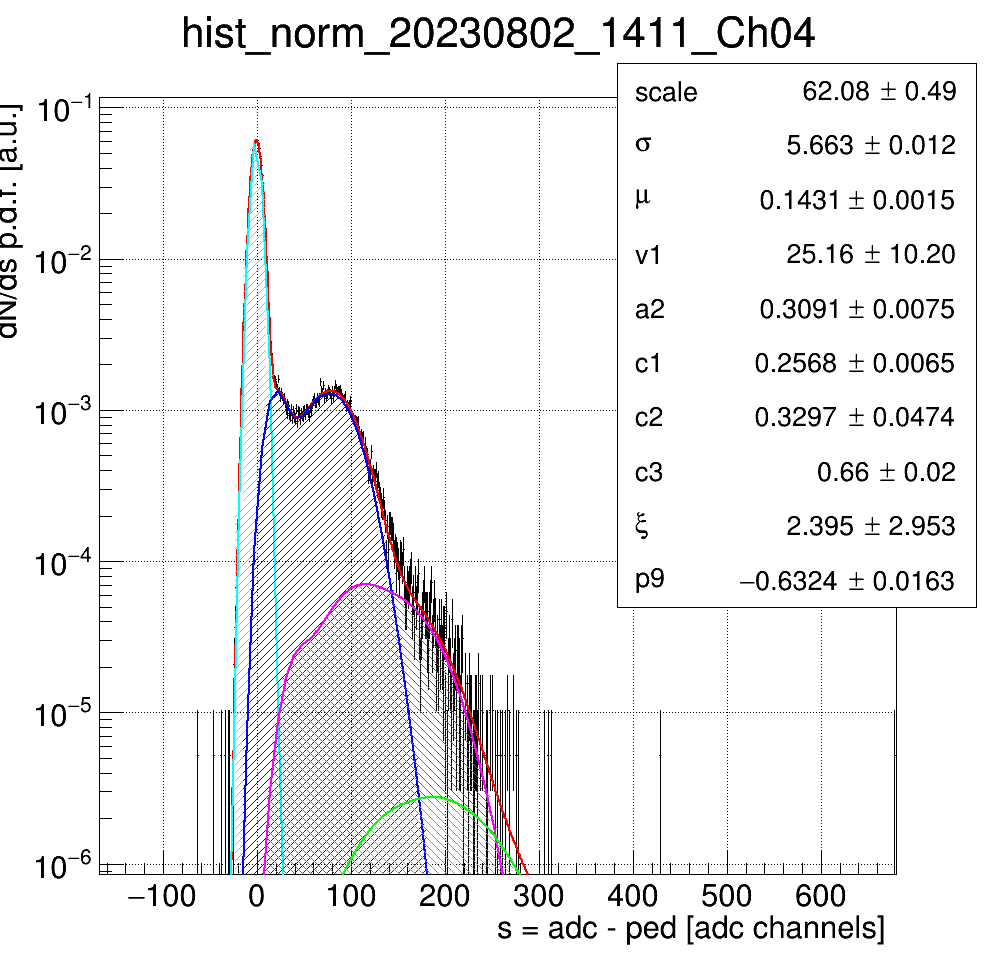 hist_norm_20230802_1411_Ch04
scale 62.08 ± 0.49
σ 5.663 ± 0.012
μ 0.1431 ± 0.0015
v1 25.16 ± 10.20
a2 0.3091 ± 0.0075
c1 0.2568 ± 0.0065
c2 0.3297 ± 0.0474
c3 0.66 ± 0.02
ξ 2.395 ± 2.953
p9 −0.6324 ± 0.0163
dN/ds p.d.f. [a.u.]
10⁻¹
10⁻²
10⁻³
10⁻⁴
10⁻⁵
10⁻⁶
−100 0 100 200 300 400 500 600
s = adc - ped [adc channels]